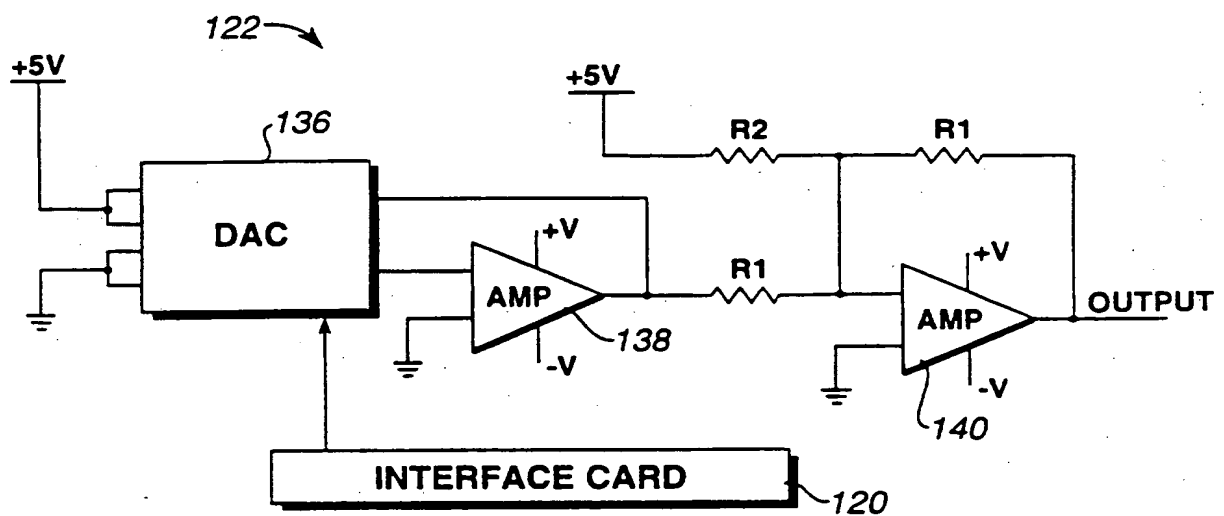 122
+5V
+5V
136
R2
R1
DAC
+V
+V
R1
AMP
AMP
OUTPUT
138
-V
-V
140
INTERFACE CARD
120